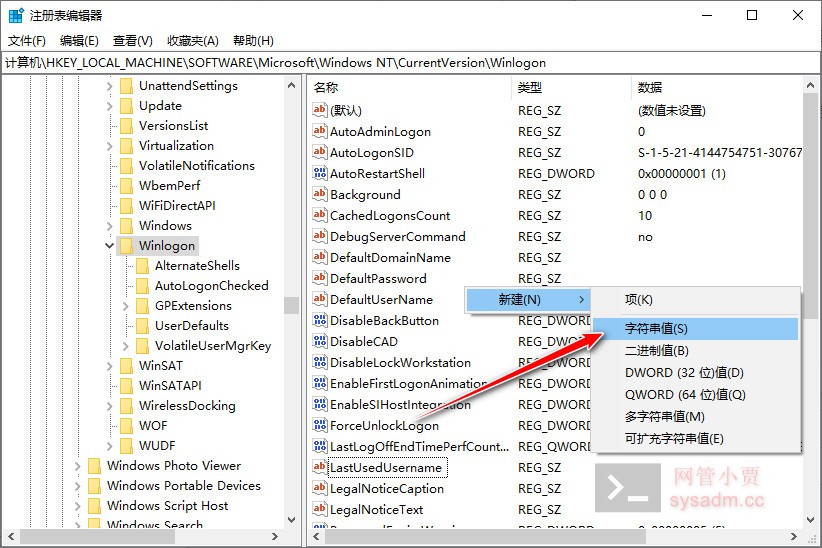 注册表编辑器
文件(F) 编辑(E) 查看(V) 收藏夹(A) 帮助(H)
计算机\HKEY_LOCAL_MACHINE\SOFTWARE\Microsoft\Windows NT\CurrentVersion\Winlogon
UnattendSettings
Update
VersionsList
Virtualization
VolatileNotifications
WbemPerf
WiFiDirectAPI
Windows
Winlogon
AlternateShells
AutoLogonChecked
GPExtensions
UserDefaults
VolatileUserMgrKey
WinSAT
WinSATAPI
WirelessDocking
WOF
WUDF
Windows Photo Viewer
Windows Portable Devices
Windows Script Host
Windows Search
名称 类型 数据
(默认) REG_SZ (数值未设置)
AutoAdminLogon REG_SZ 0
AutoLogonSID REG_SZ S-1-5-21-4144754751-30767
AutoRestartShell REG_DWORD 0x00000001 (1)
Background REG_SZ 0 0 0
CachedLogonsCount REG_SZ 10
DebugServerCommand REG_SZ no
DefaultDomainName REG_SZ
DefaultPassword REG_SZ
DefaultUserName
DisableBackButton REG_DWORD
DisableCAD REG_DWORD
DisableLockWorkstation REG_DWORD
EnableFirstLogonAnimation REG_DWORD
EnableSIHostIntegration REG_DWORD
ForceUnlockLogon REG_DWORD
LastLogOffEndTimePerfCount... REG_QWORD
LastUsedUsername REG_SZ
LegalNoticeCaption REG_SZ
LegalNoticeText REG_SZ
新建(N)
项(K)
字符串值(S)
二进制值(B)
DWORD (32 位)值(D)
QWORD (64 位)值(Q)
多字符串值(M)
可扩充字符串值(E)
网管小贾
sysadm.cc